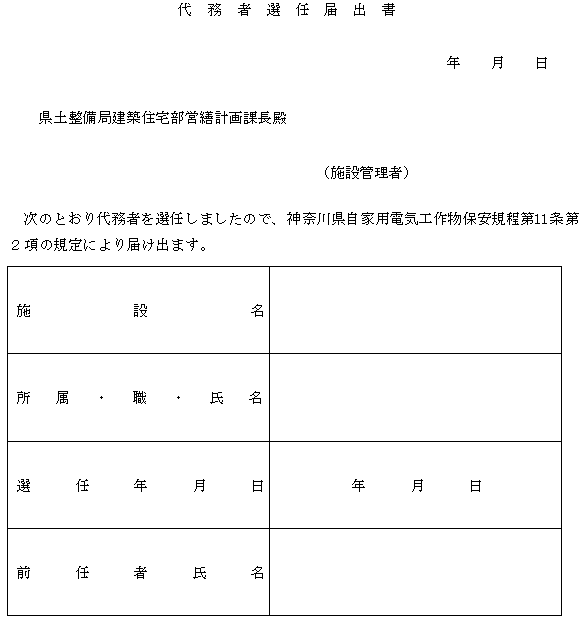 代務者選任届出書
年　月　日
県土整備局建築住宅部営繕計画課長殿
（施設管理者）
次のとおり代務者を選任しましたので、神奈川県自家用電気工作物保安規程第11条第
２項の規定により届け出ます。
施設名
所属・職・氏名
選任年月日　年　月　日
前任者氏名